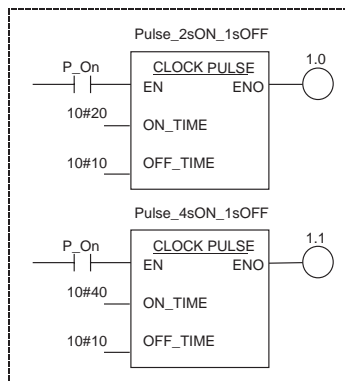 Pulse_2sON_1sOFF
P_On
CLOCK PULSE
1.0
EN ENO
10#20
ON_TIME
10#10
OFF_TIME
Pulse_4sON_1sOFF
P_On
CLOCK PULSE
1.1
EN ENO
10#40
ON_TIME
10#10
OFF_TIME